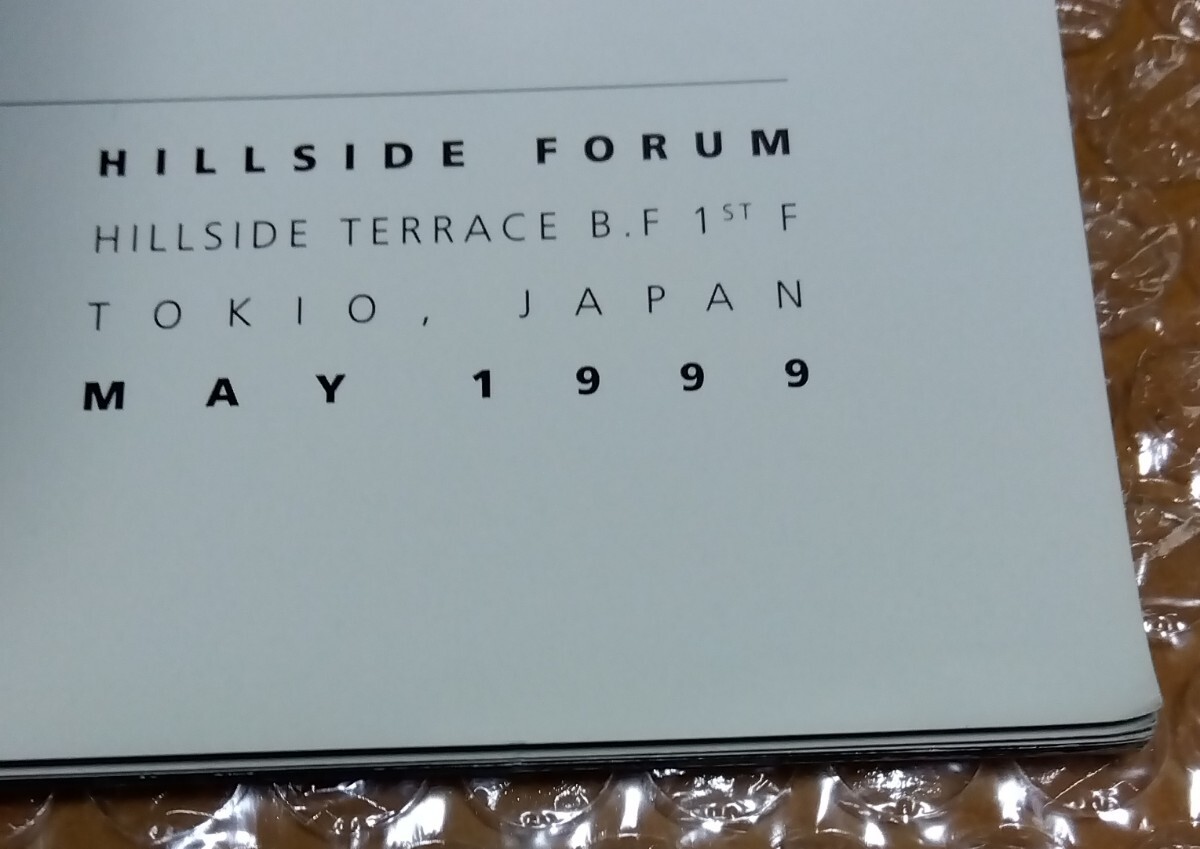 HILLSIDE FORUM
HILLSIDE TERRACE B.F 1ST F
TOKIO, JAPAN
MAY 1999